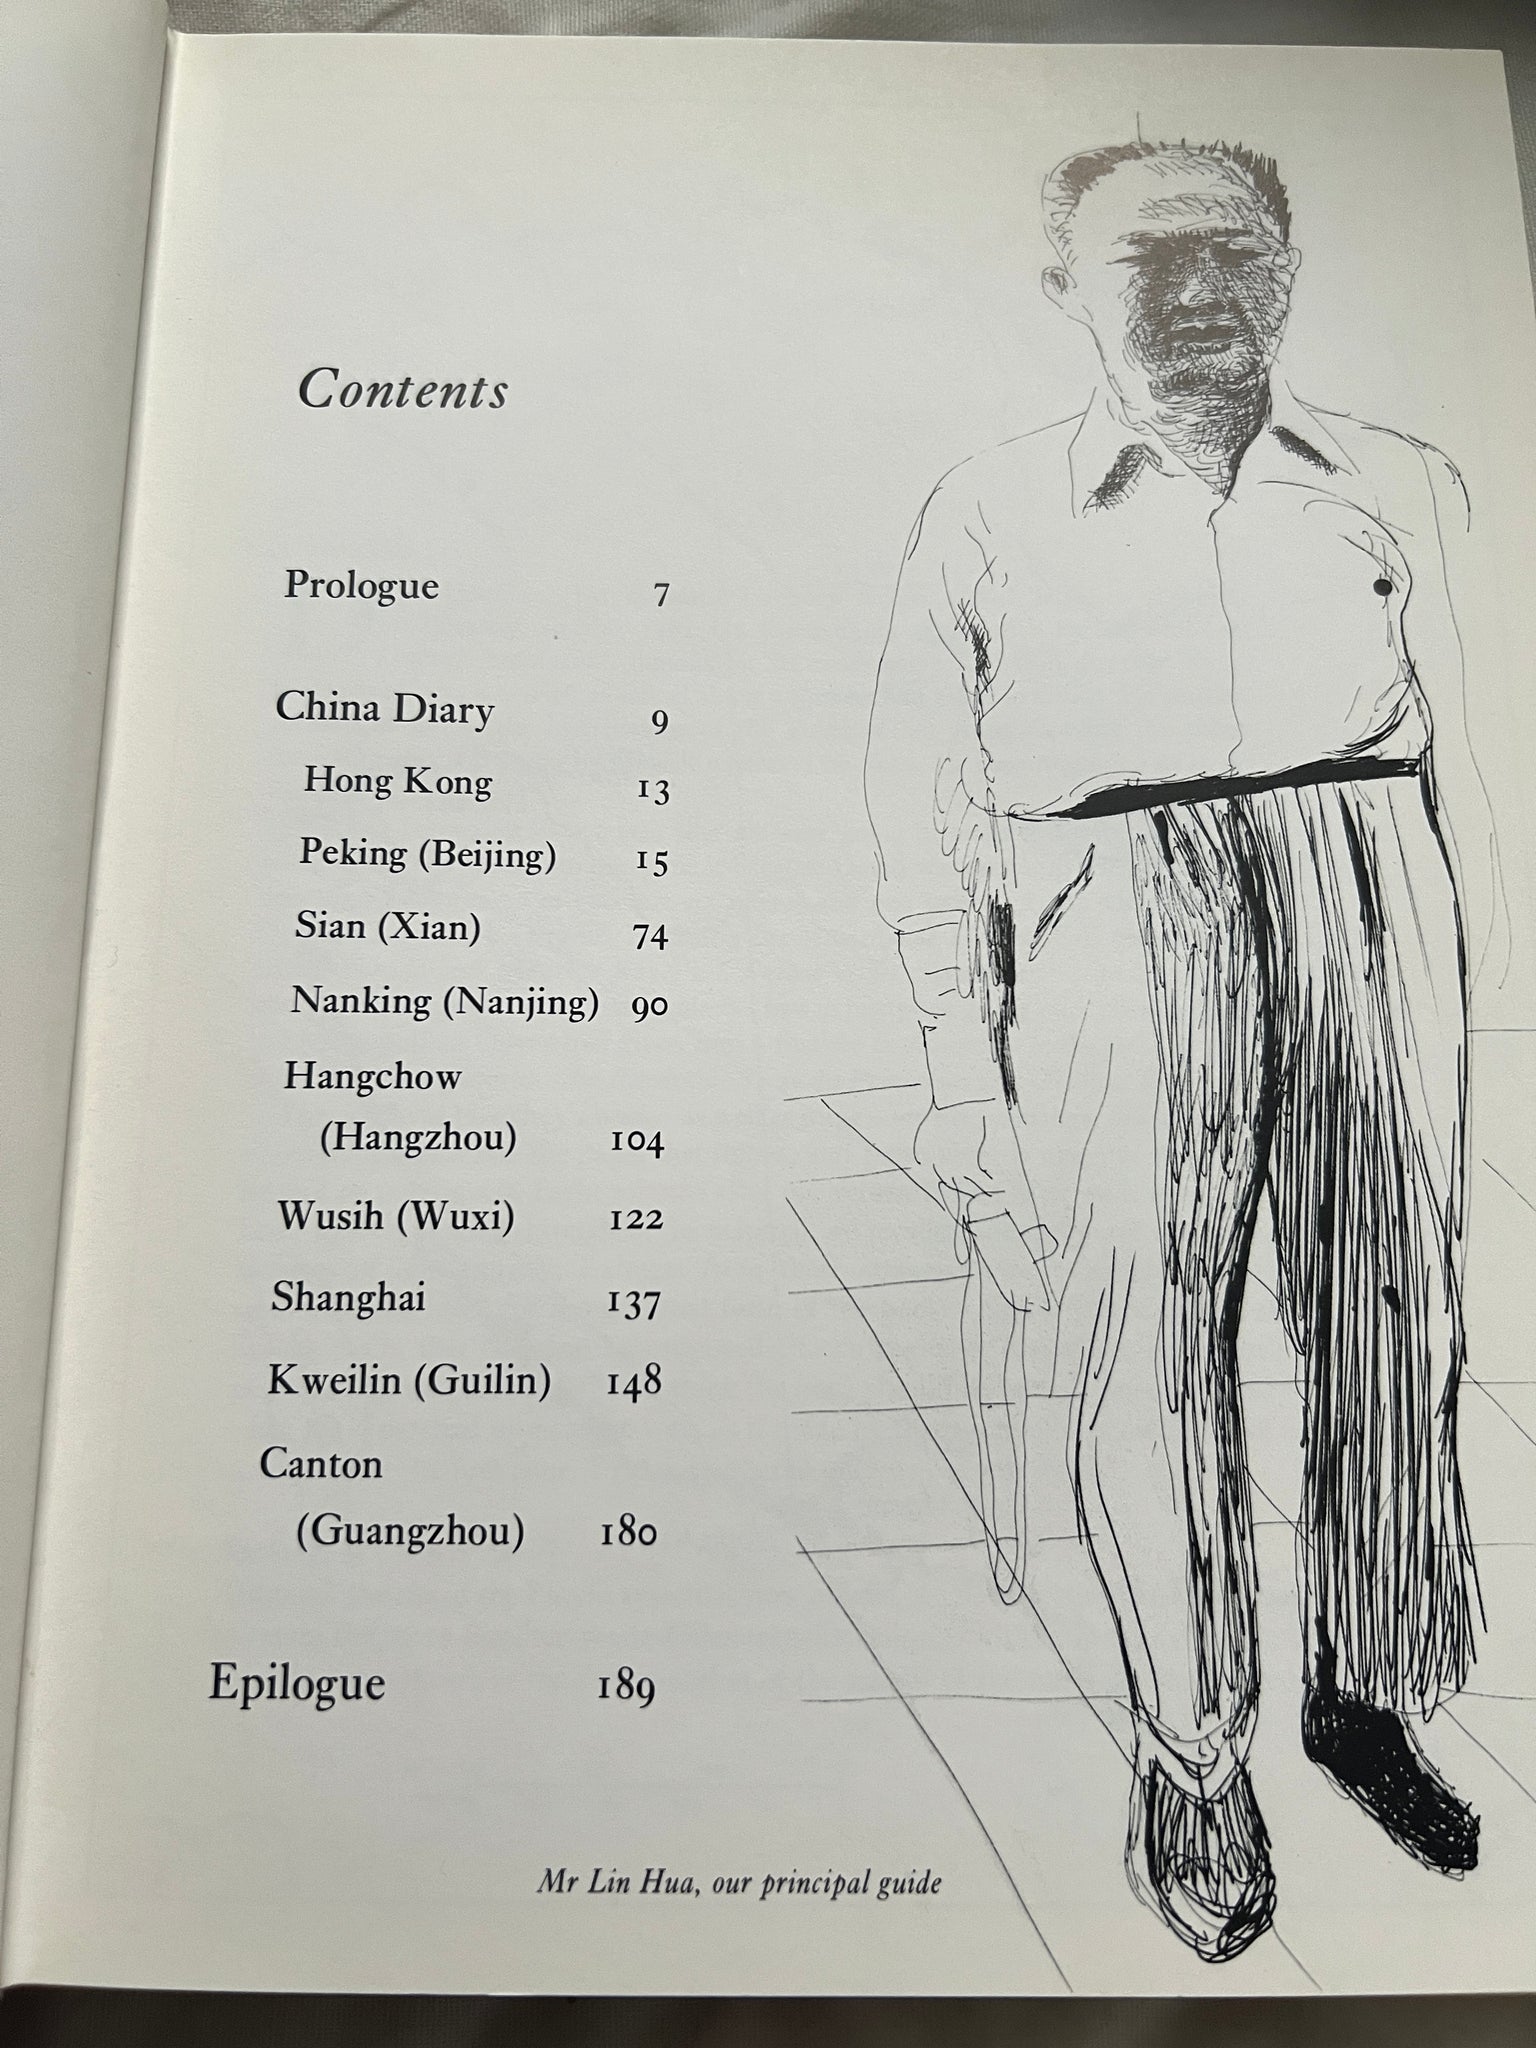 Contents
Prologue 7
China Diary 9
Hong Kong 13
Peking (Beijing) 15
Sian (Xian) 74
Nanking (Nanjing) 90
Hangchow
(Hangzhou) 104
Wusih (Wuxi) 122
Shanghai 137
Kweilin (Guilin) 148
Canton
(Guangzhou) 180
Epilogue 189
Mr Lin Hua, our principal guide